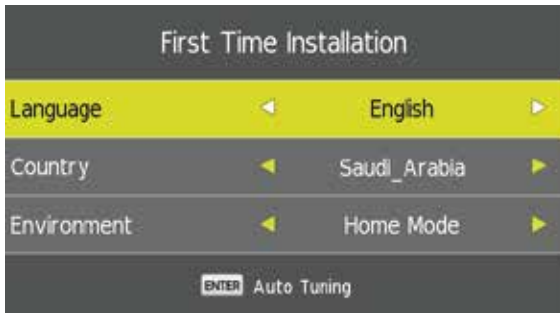 First Time Installation
Language English
Country Saudi_Arabia
Environment Home Mode
ENTER Auto Tuning